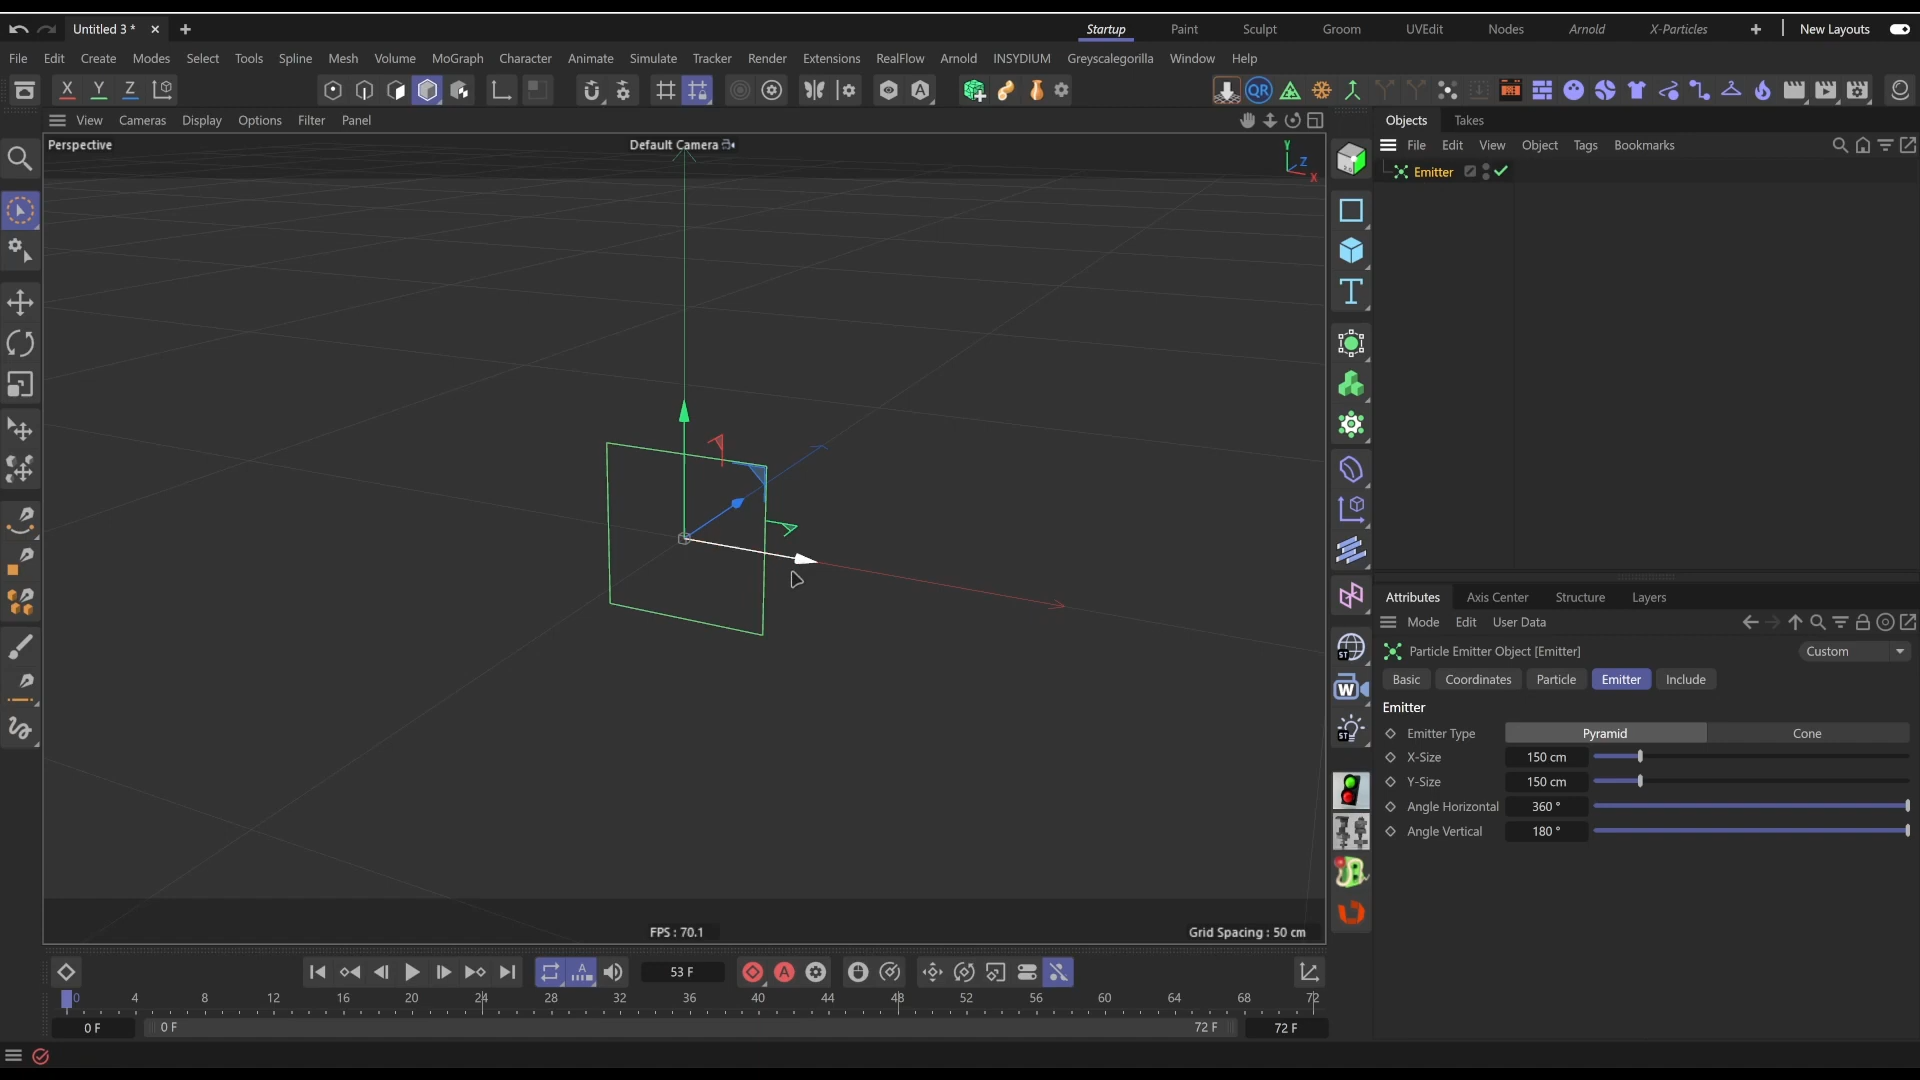 Untitled 3 *
Startup
Paint
Sculpt
Groom
UVEdit
Nodes
Arnold
X-Particles
New Layouts
File
Edit
Create
Modes
Select
Tools
Spline
Mesh
Volume
MoGraph
Character
Animate
Simulate
Tracker
Render
Extensions
RealFlow
Arnold
INSYDIUM
Greyscalegorilla
Window
Help
X
Y
Z
A
QR
View
Cameras
Display
Options
Filter
Panel
Objects
Takes
Perspective
Default Camera
Y
Z
X
File
Edit
View
Object
Tags
Bookmarks
Emitter
T
ST
W
ST
Attributes
Axis Center
Structure
Layers
Mode
Edit
User Data
Particle Emitter Object [Emitter]
Custom
Basic
Coordinates
Particle
Emitter
Include
Emitter
Emitter Type
Pyramid
Cone
X-Size
150 cm
Y-Size
150 cm
Angle Horizontal
360 °
Angle Vertical
180 °
FPS : 70.1
Grid Spacing : 50 cm
A
53 F
A
0
4
8
12
16
20
24
28
32
36
40
44
48
52
56
60
64
68
72
0 F
0 F
72 F
72 F